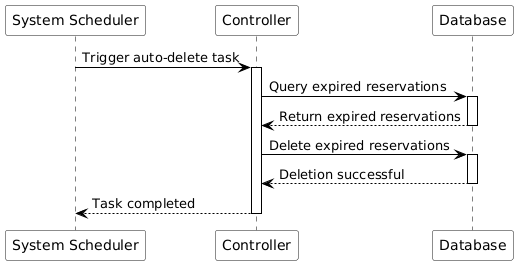 System Scheduler
Controller
Database
Trigger auto-delete task
Query expired reservations
Return expired reservations
Delete expired reservations
Deletion successful
Task completed
System Scheduler
Controller
Database